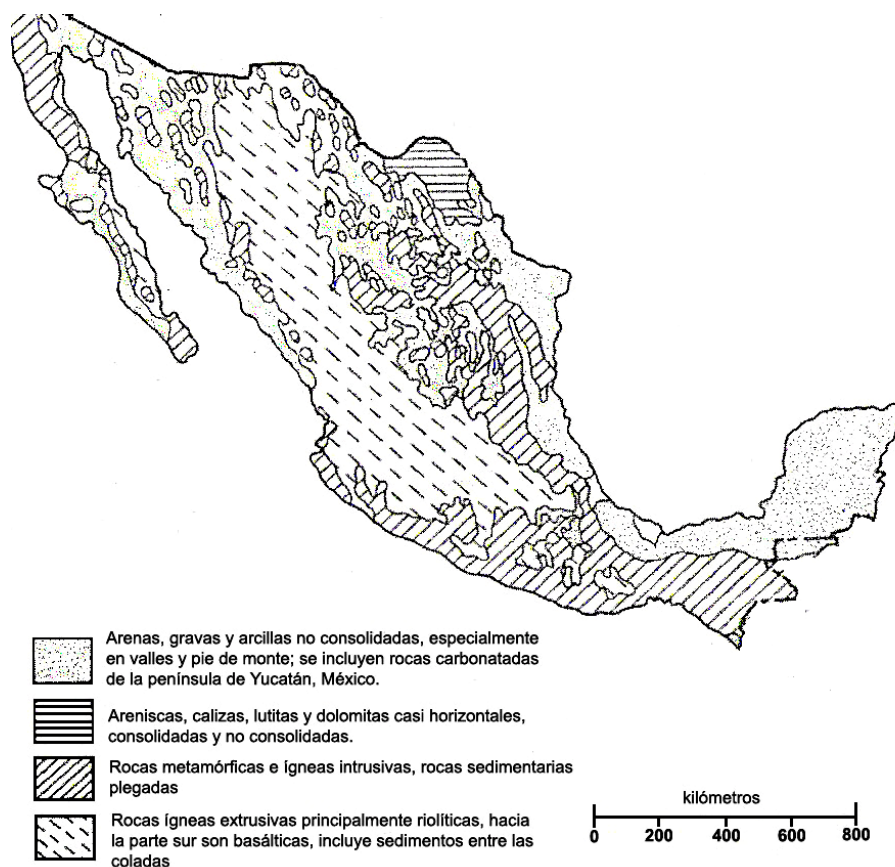 Arenas, gravas y arcillas no consolidadas, especialmente
en valles y pie de monte; se incluyen rocas carbonatadas
de la península de Yucatán, México.
Areniscas, calizas, lutitas y dolomitas casi horizontales,
consolidadas y no consolidadas.
Rocas metamórficas e ígneas intrusivas, rocas sedimentarias
plegadas
Rocas ígneas extrusivas principalmente riolíticas, hacia
la parte sur son basálticas, incluye sedimentos entre las
coladas
kilómetros
0 200 400 600 800